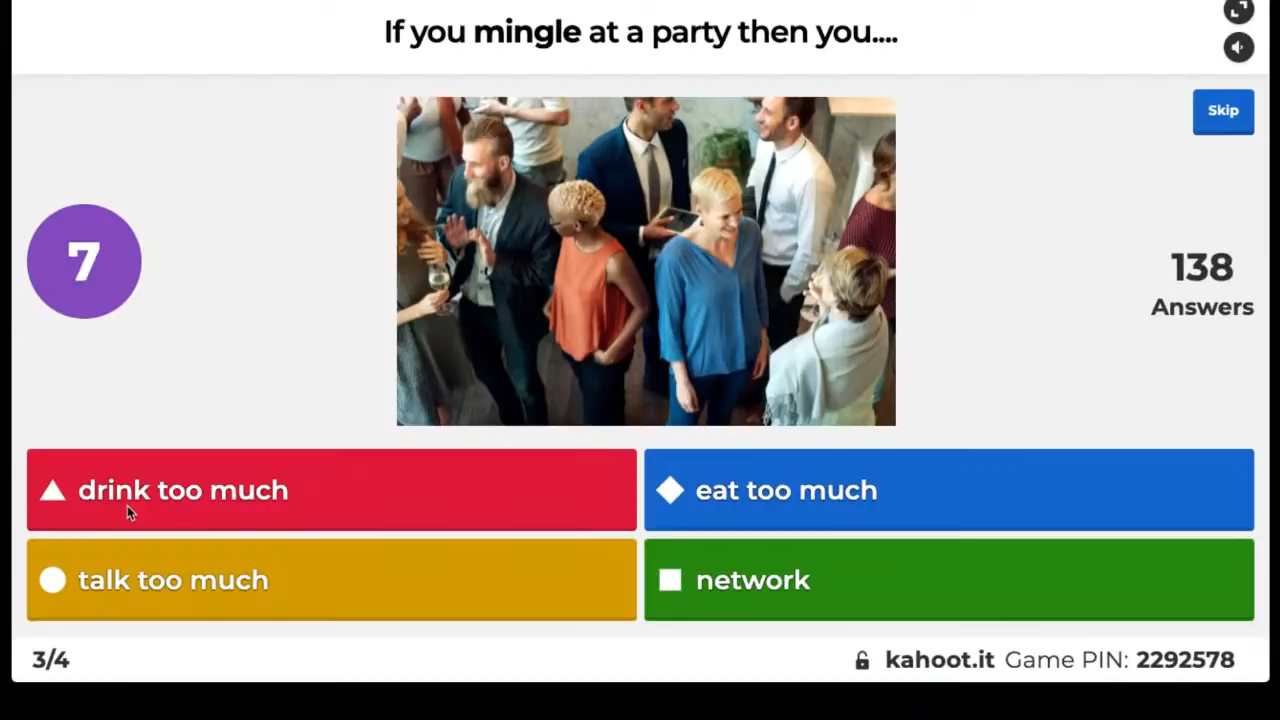 If you mingle at a party then you....
Skip
7
138
Answers
drink too much
eat too much
talk too much
network
3/4
kahoot.it Game PIN: 2292578